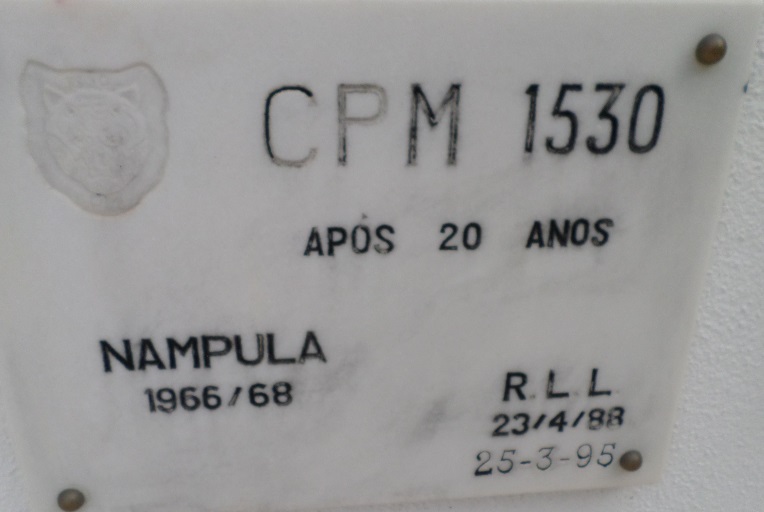 CPM 1530
APÓS 20 ANOS
NAMPULA
1966/68
R.L.L
23/4/88
25-3-95